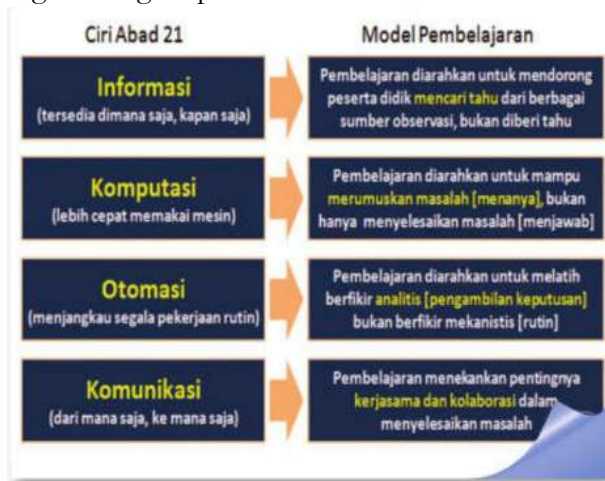 Ciri Abad 21
Model Pembelajaran
Informasi
(tersedia dimana saja, kapan saja)
Pembelajaran diarahkan untuk mendorong
peserta didik mencari tahu dari berbagai
sumber observasi, bukan diberi tahu
Komputasi
(lebih cepat memakai mesin)
Pembelajaran diarahkan untuk mampu
merumuskan masalah [menanya], bukan
hanya menyelesaikan masalah [menjawab]
Otomasi
(menjangkau segala pekerjaan rutin)
Pembelajaran diarahkan untuk melatih
berfikir analitis [pengambilan keputusan]
bukan berfikir mekanistis [rutin]
Komunikasi
(dari mana saja, ke mana saja)
Pembelajaran menekankan pentingnya
kerjasama dan kolaborasi dalam
menyelesaikan masalah